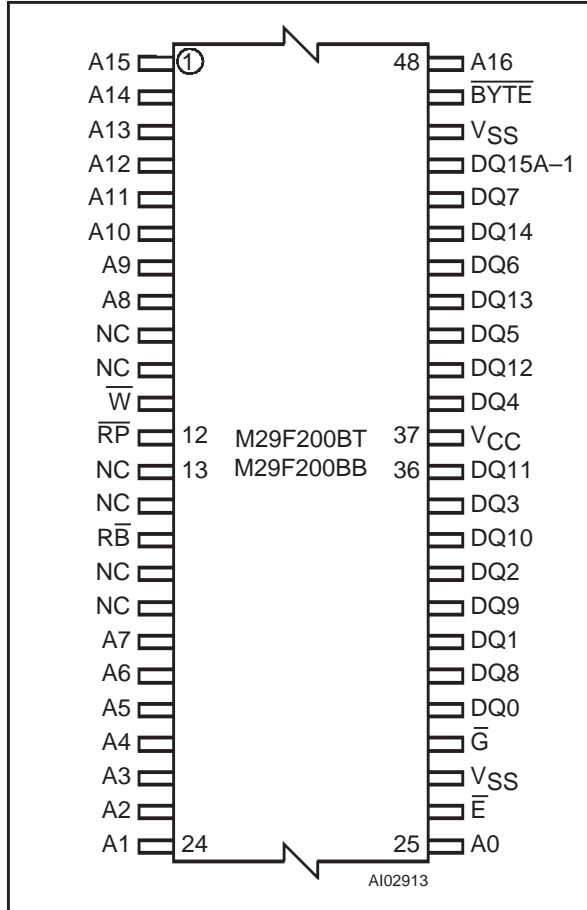 A15 1 48 A16
A14 B̅Y̅T̅E̅
A13 VSS
A12 DQ15A–1
A11 DQ7
A10 DQ14
A9 DQ6
A8 DQ13
NC DQ5
NC DQ12
W̅ DQ4
R̅P̅ 12 M29F200BT 37 VCC
NC 13 M29F200BB 36 DQ11
NC DQ3
RB̅ DQ10
NC DQ2
NC DQ9
A7 DQ1
A6 DQ8
A5 DQ0
A4 G̅
A3 VSS
A2 E̅
A1 24 25 A0
AI02913